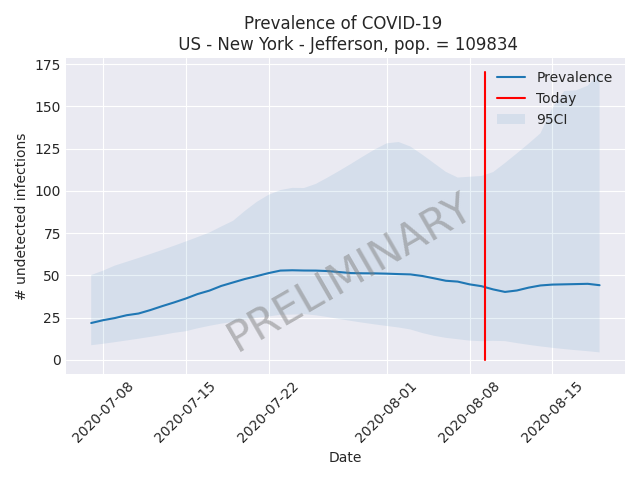 Prevalence of COVID-19
US - New York - Jefferson, pop. = 109834
175
150
125
100
75
50
25
0
# undetected infections
Prevalence
Today
95CI
PRELIMINARY
2020-07-08
2020-07-15
2020-07-22
2020-08-01
2020-08-08
2020-08-15
Date